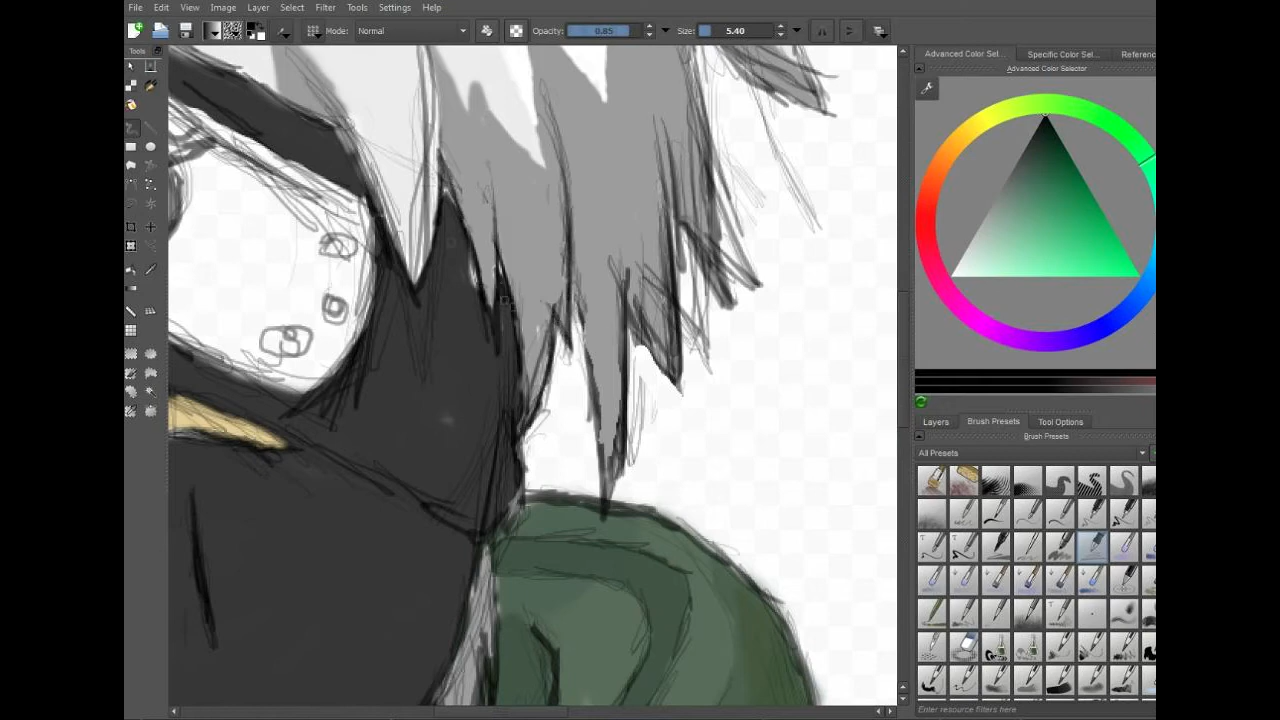 File Edit View Image Layer Select Filter Tools Settings Help
Mode: Normal Opacity: 0.85 Size: 5.40
Tools
Advanced Color Sel... Specific Color Sel... Referenc
Advanced Color Selector
Layers Brush Presets Tool Options
Brush Presets
All Presets
Enter resource filters here